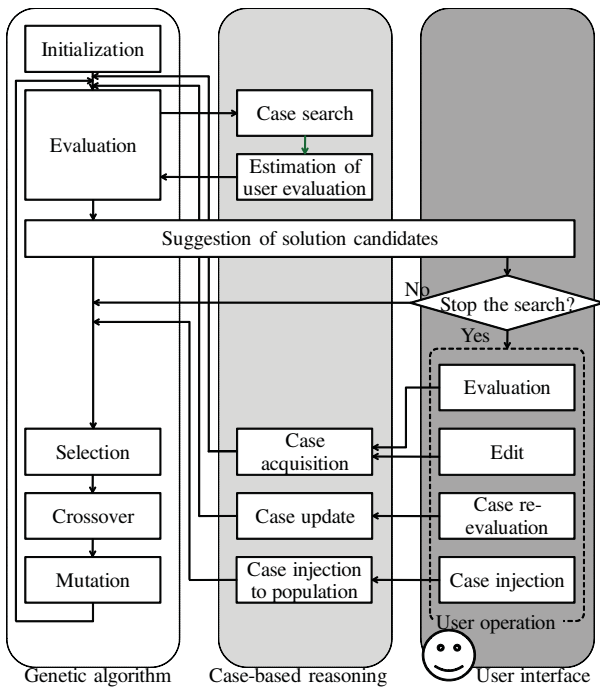 Initialization
Evaluation
Case search
Estimation of
user evaluation
Suggestion of solution candidates
No
Stop the search?
Yes
Evaluation
Selection
Case
acquisition
Edit
Crossover
Case update
Case re-
evaluation
Mutation
Case injection
to population
Case injection
User operation
Genetic algorithm
Case-based reasoning
User interface